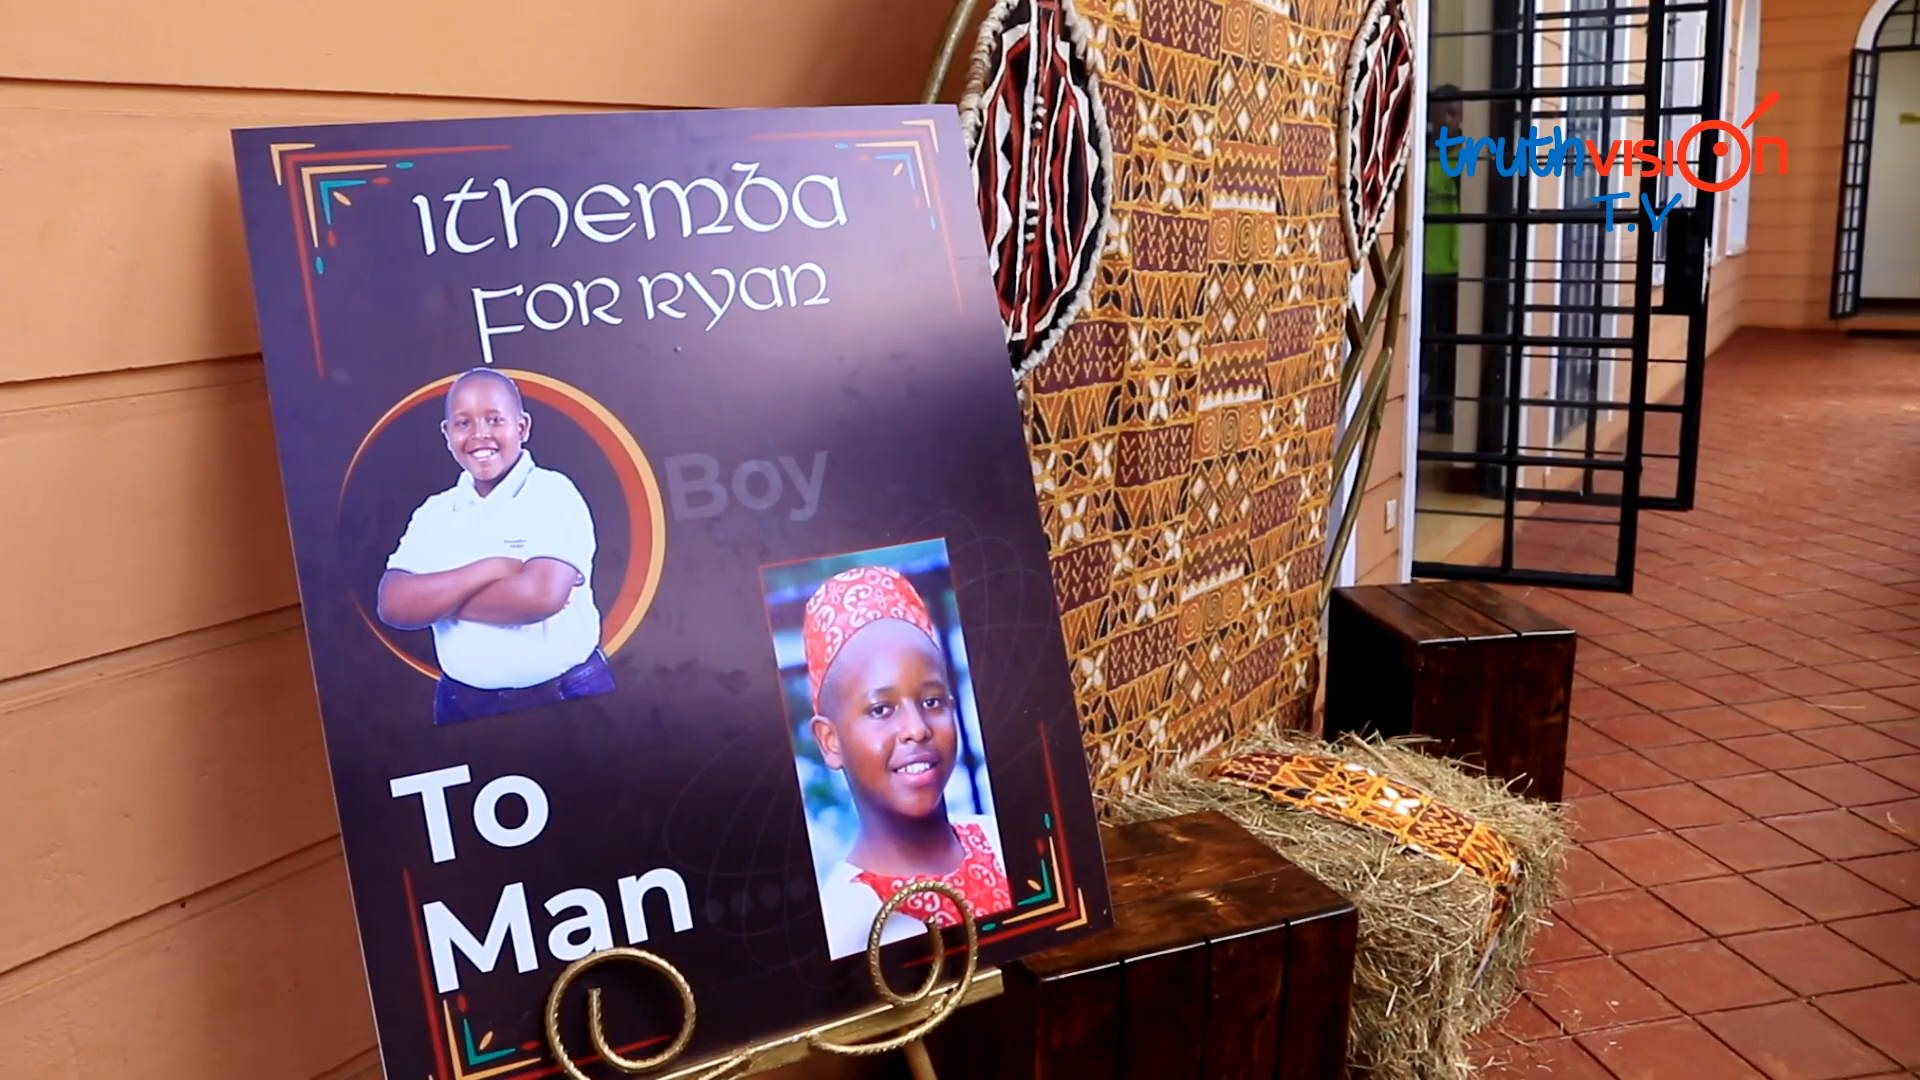 Ithemba
For Ryan
Boy
To
Man
truthvision
T.V